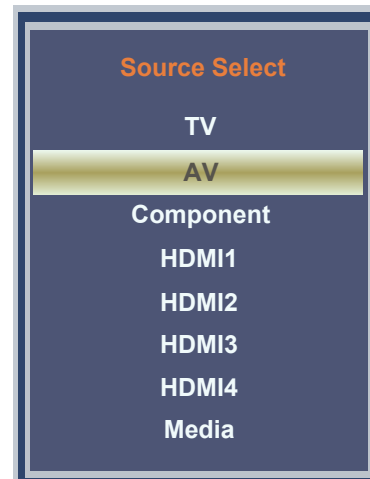 Source Select
TV
AV
Component
HDMI1
HDMI2
HDMI3
HDMI4
Media